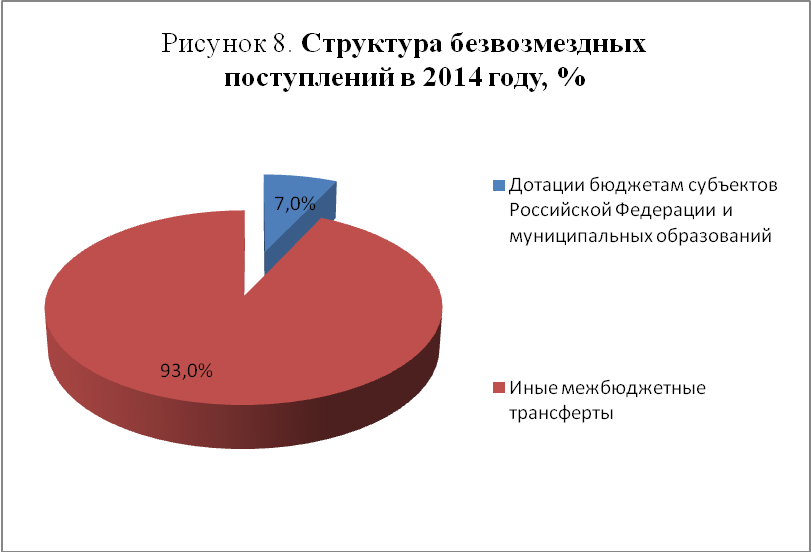 Рисунок 8. Структура безвозмездных
поступлений в 2014 году, %
7,0%
Дотации бюджетам субъектов
Российской Федерации и
муниципальных образований
93,0%
Иные межбюджетные
трансферты